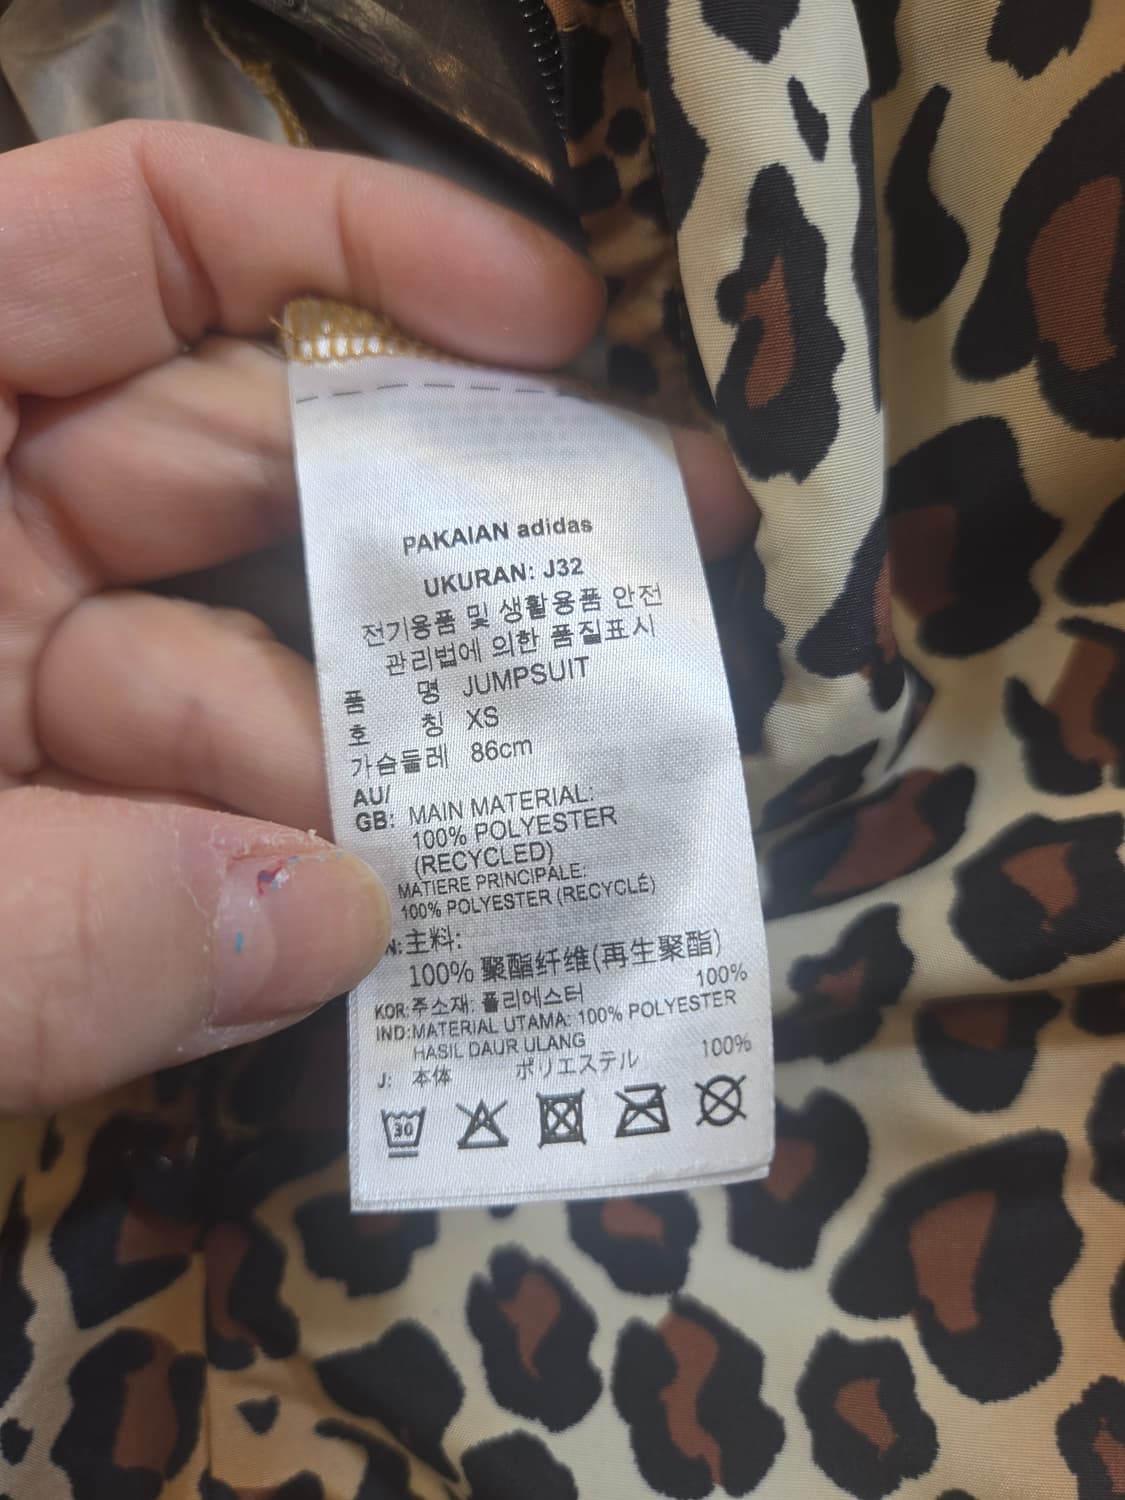 PAKAIAN adidas
UKURAN: J32
전기용품 및 생활용품 안전
관리법에 의한 품질표시
품 명 JUMPSUIT
호 칭 XS
가슴둘레 86cm
AU/
GB: MAIN MATERIAL:
100% POLYESTER
(RECYCLED)
MATIERE PRINCIPALE:
100% POLYESTER (RECYCLÉ)
N: 主料:
100% 聚酯纤维(再生聚酯)
KOR: 주소재: 폴리에스터 100%
IND: MATERIAL UTAMA: 100% POLYESTER
HASIL DAUR ULANG
J: 本体 ポリエステル 100%
30